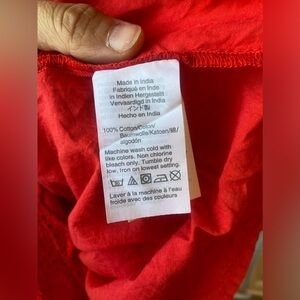 Made in India
Fabriqué en Inde
in Indien Hergestellt
Vervaardigd in India
インド製
Hecho en India
100% Cotton/Coton/
Baumwolle/Katoen/綿/
algodón
Machine wash cold with
like colors. Non chlorine
bleach only. Tumble dry
low. Iron on lowest setting.
Laver à la machine à l'eau
froide avec des couleurs